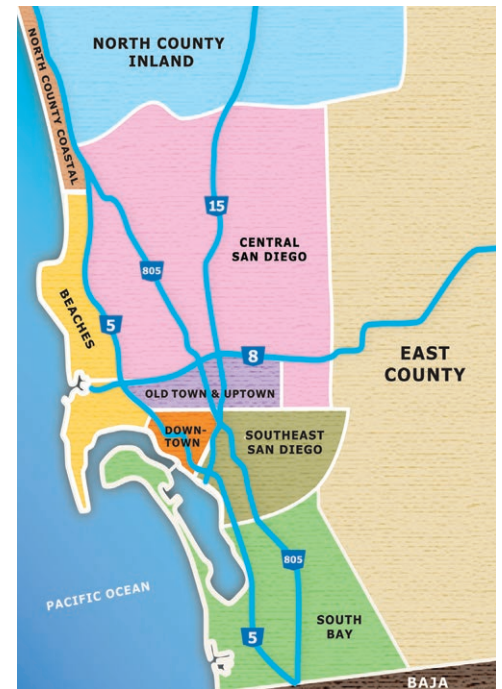 NORTH COUNTY
INLAND
NORTH COUNTY COASTAL
15
CENTRAL
SAN DIEGO
805
BEACHES
5
8
EAST
COUNTY
OLD TOWN & UPTOWN
DOWN-
TOWN
SOUTHEAST
SAN DIEGO
805
PACIFIC OCEAN
SOUTH
BAY
5
BAJA